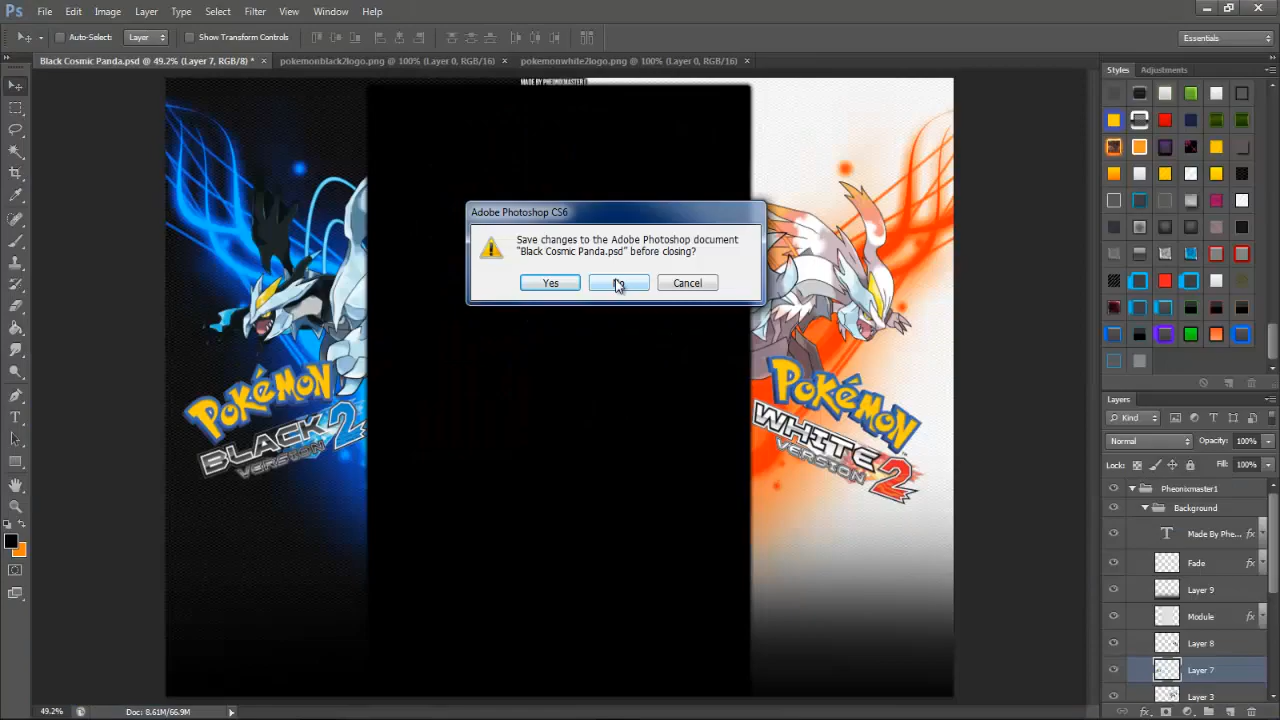 Ps File Edit Image Layer Type Select Filter View Window Help
Auto-Select: Layer Show Transform Controls Essentials
Black Cosmic Panda.psd @ 49.2% (Layer 7, RGB/8) * × pokemonblack2logo.png @ 100% (Layer 0, RGB/16) × pokemonwhite2logo.png @ 100% (Layer 0, RGB/16) ×
Styles Adjustments
MADE BY PHEONIXMASTER1
Adobe Photoshop CS6
Save changes to the Adobe Photoshop document
"Black Cosmic Panda.psd" before closing?
Yes Cancel
POKéMON
BLACK 2
VERSION
POKéMON
WHITE
VERSION 2
Layers
Kind
Normal Opacity: 100%
Lock: Fill: 100%
Pheonixmaster1
Background
Made By Phe... fx
Fade fx
Layer 9
Module fx
Layer 8
Layer 7
Layer 3
49.2% Doc: 8.61M/66.9M